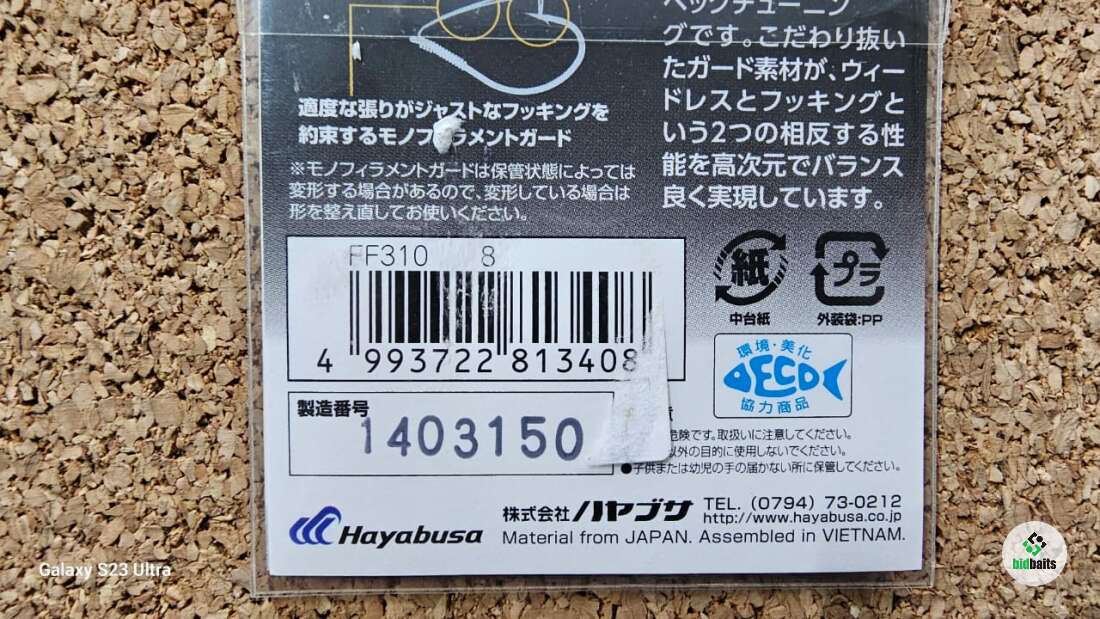 適度な張りがジャストなフッキングを
約束するモノフィラメントガード
※モノフィラメントガードは保管状態によっては
変形する場合があるので、変形している場合は
形を整え直してお使いください。
ペックチューニン
グです。こだわり抜い
たガード素材が、ウィー
ドレスとフッキングと
いう2つの相反する性
能を高次元でバランス
良く実現しています。
FF310 8
4 993722 813408
製造番号
1403150
紙
中台紙
プラ
外装袋:PP
環境・美化
ECO
協力商品
危険です。取扱いに注意してください。
以外の目的に使用しないでください。
●子供または幼児の手の届かない所に保管してください。
Hayabusa
株式会社ハヤブサ TEL. (0794) 73-0212
http://www.hayabusa.co.jp
Material from JAPAN. Assembled in VIETNAM.
Galaxy S23 Ultra
bidbaits